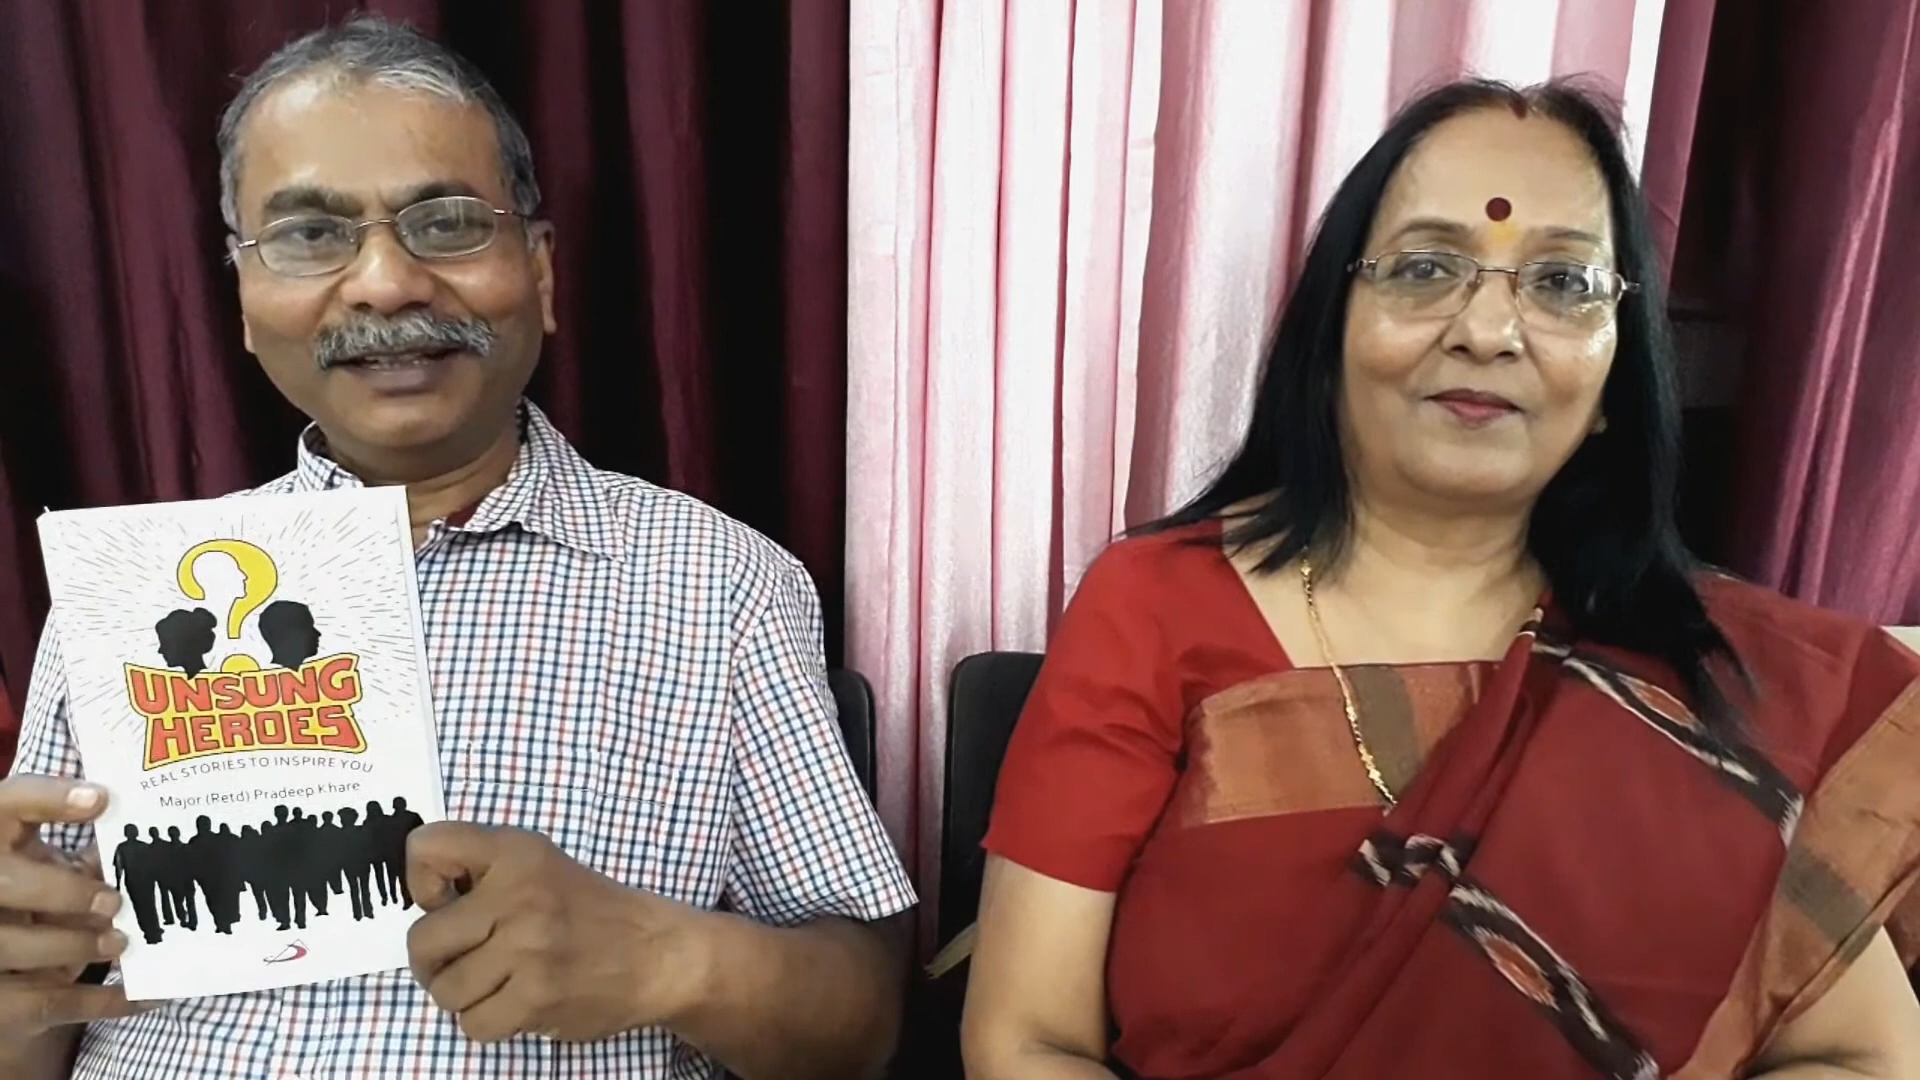 UNSUNG
HEROES
REAL STORIES TO INSPIRE YOU
Major (Retd) Pradeep Khare